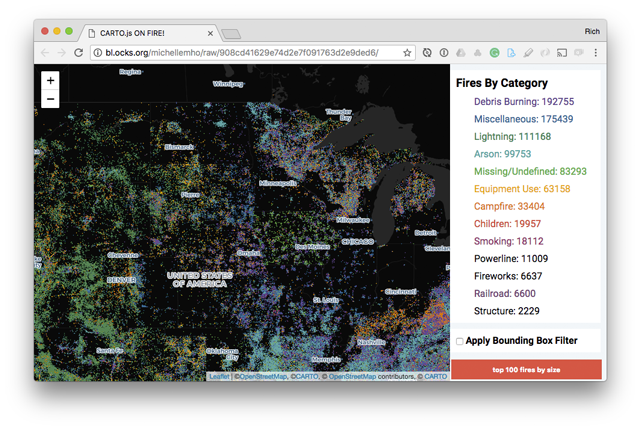 CARTO.js ON FIRE!
Rich
bl.ocks.org/michellemho/raw/908cd41629e74d2e7f091763d2e9ded6/
+
−
Regina
Winnipeg
Thunder
Bay
Bismarck
Minneapolis
Pierre
Milwaukee
Detroit
Des Moines
CHICAGO
Cheyenne
Omaha
Cleveland
DENVER
UNITED STATES
OF AMERICA
St. Louis
Cincinnati
Nashville
Santa Fe
Oklahoma
City
Memphis
Leaflet | ©OpenStreetMap, ©CARTO, © OpenStreetMap contributors, © CARTO
Fires By Category
Debris Burning: 192755
Miscellaneous: 175439
Lightning: 111168
Arson: 99753
Missing/Undefined: 83293
Equipment Use: 63158
Campfire: 33404
Children: 19957
Smoking: 18112
Powerline: 11009
Fireworks: 6637
Railroad: 6600
Structure: 2229
Apply Bounding Box Filter
top 100 fires by size